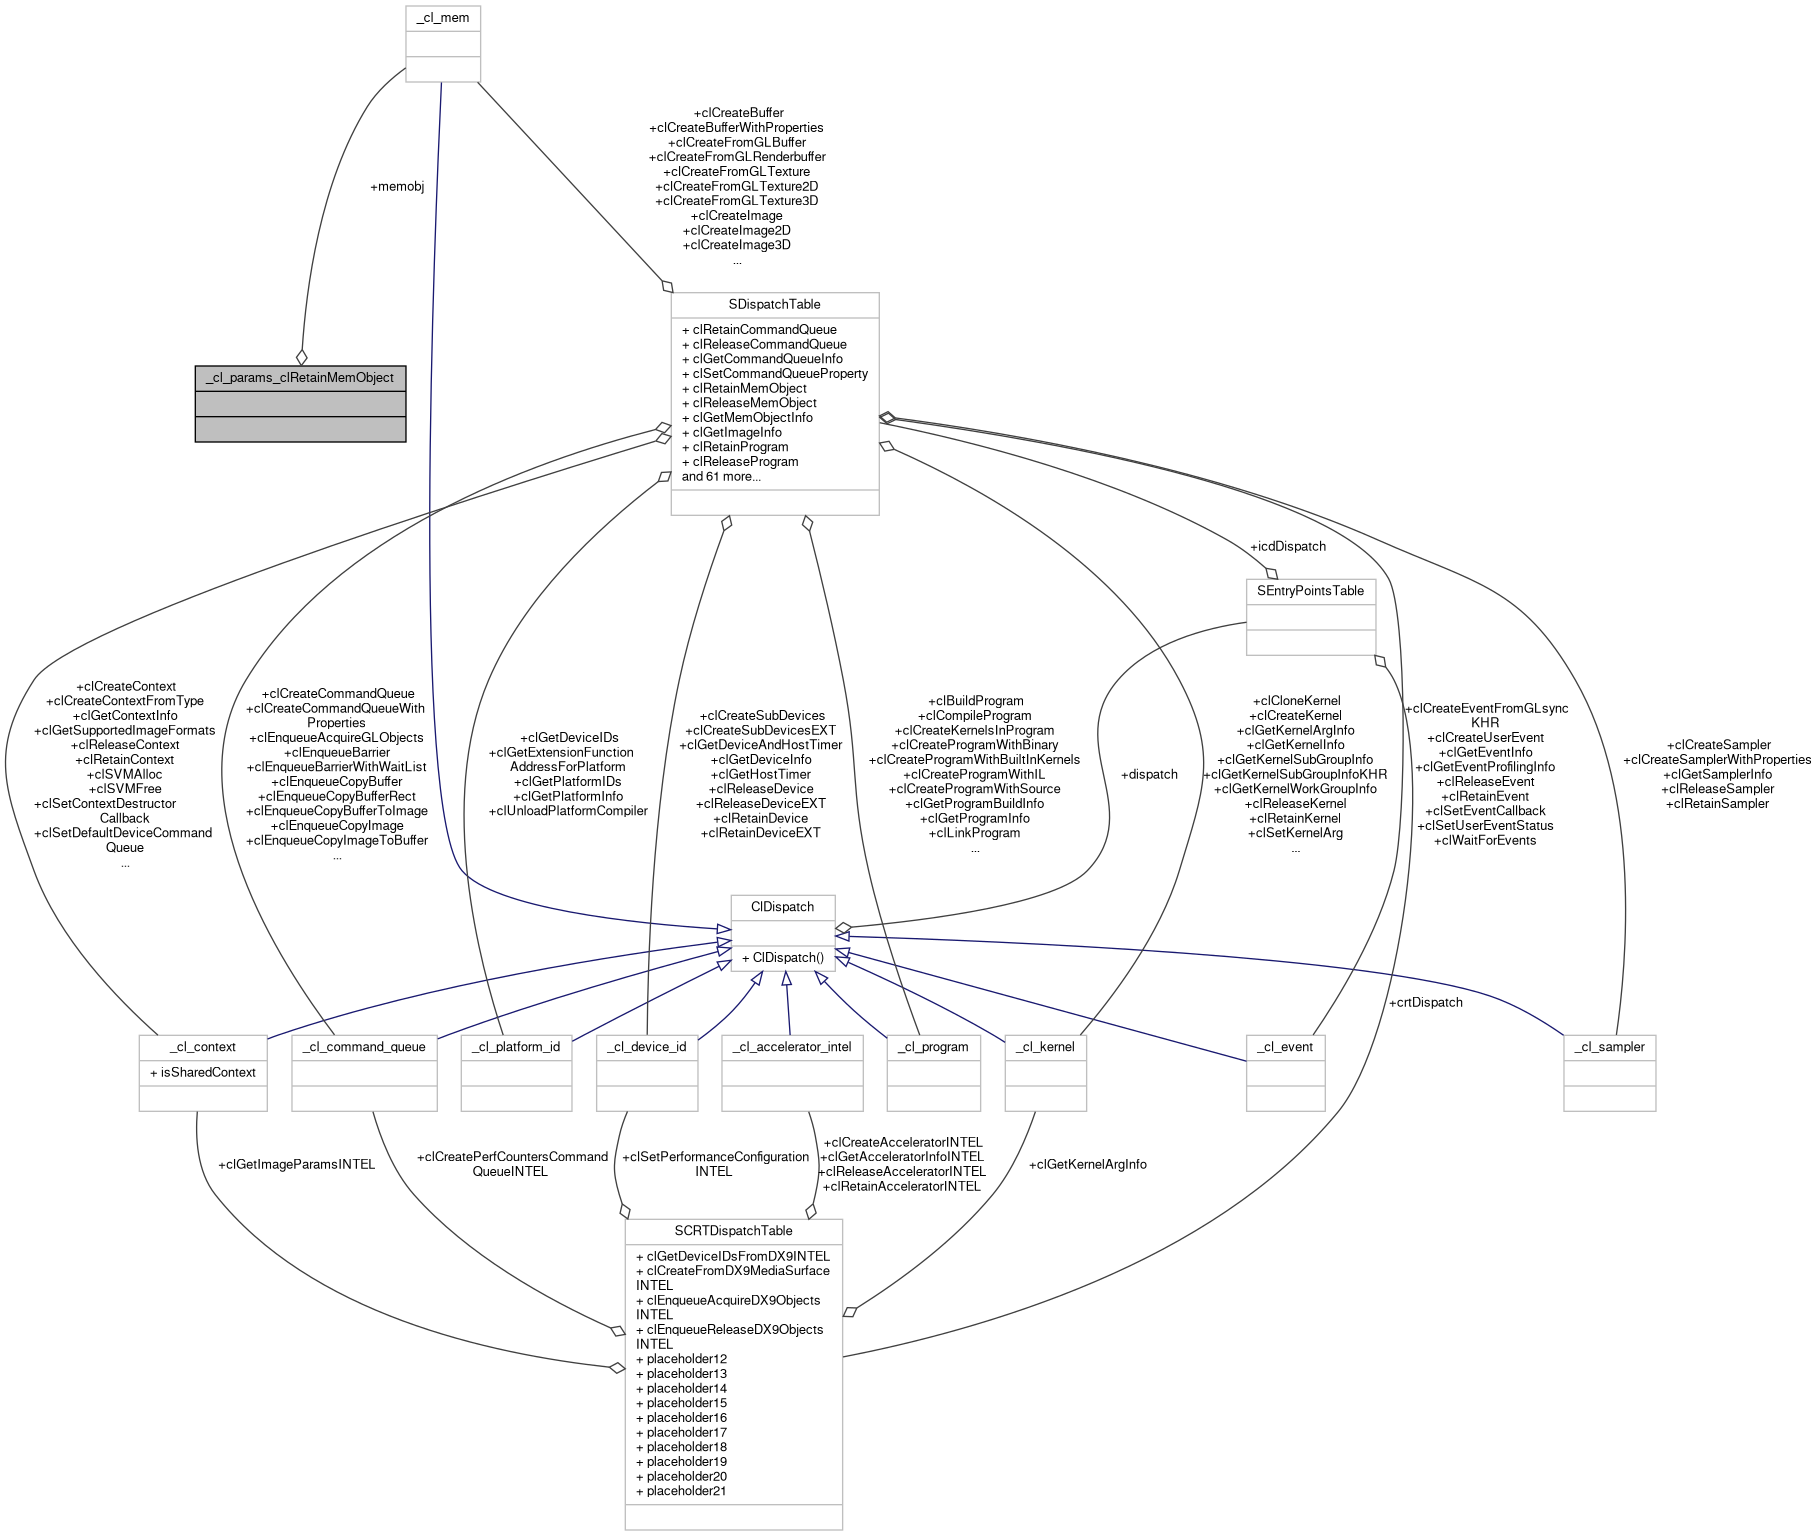 _cl_mem
+clCreateBuffer
+clCreateBufferWithProperties
+clCreateFromGLBuffer
+clCreateFromGLRenderbuffer
+clCreateFromGLTexture
+clCreateFromGLTexture2D
+clCreateFromGLTexture3D
+clCreateImage
+clCreateImage2D
+clCreateImage3D
...
+memobj
_cl_params_clRetainMemObject
SDispatchTable
+ clRetainCommandQueue
+ clReleaseCommandQueue
+ clGetCommandQueueInfo
+ clSetCommandQueueProperty
+ clRetainMemObject
+ clReleaseMemObject
+ clGetMemObjectInfo
+ clGetImageInfo
+ clRetainProgram
+ clReleaseProgram
and 61 more...
+icdDispatch
SEntryPointsTable
+clCreateContext
+clCreateContextFromType
+clGetContextInfo
+clGetSupportedImageFormats
+clReleaseContext
+clRetainContext
+clSVMAlloc
+clSVMFree
+clSetContextDestructor
Callback
+clSetDefaultDeviceCommand
Queue
...
+clCreateCommandQueue
+clCreateCommandQueueWith
Properties
+clEnqueueAcquireGLObjects
+clEnqueueBarrier
+clEnqueueBarrierWithWaitList
+clEnqueueCopyBuffer
+clEnqueueCopyBufferRect
+clEnqueueCopyBufferToImage
+clEnqueueCopyImage
+clEnqueueCopyImageToBuffer
...
+clGetDeviceIDs
+clGetExtensionFunction
AddressForPlatform
+clGetPlatformIDs
+clGetPlatformInfo
+clUnloadPlatformCompiler
+clCreateSubDevices
+clCreateSubDevicesEXT
+clGetDeviceAndHostTimer
+clGetDeviceInfo
+clGetHostTimer
+clReleaseDevice
+clReleaseDeviceEXT
+clRetainDevice
+clRetainDeviceEXT
+clBuildProgram
+clCompileProgram
+clCreateKernelsInProgram
+clCreateProgramWithBinary
+clCreateProgramWithBuiltInKernels
+clCreateProgramWithIL
+clCreateProgramWithSource
+clGetProgramBuildInfo
+clGetProgramInfo
+clLinkProgram
...
+dispatch
+clCloneKernel
+clCreateKernel
+clGetKernelArgInfo
+clGetKernelInfo
+clGetKernelSubGroupInfo
+clGetKernelSubGroupInfoKHR
+clGetKernelWorkGroupInfo
+clReleaseKernel
+clRetainKernel
+clSetKernelArg
...
+clCreateEventFromGLsync
KHR
+clCreateUserEvent
+clGetEventInfo
+clGetEventProfilingInfo
+clReleaseEvent
+clRetainEvent
+clSetEventCallback
+clSetUserEventStatus
+clWaitForEvents
+clCreateSampler
+clCreateSamplerWithProperties
+clGetSamplerInfo
+clReleaseSampler
+clRetainSampler
ClDispatch
+ ClDispatch()
+crtDispatch
_cl_context
+ isSharedContext
_cl_command_queue
_cl_platform_id
_cl_device_id
_cl_accelerator_intel
_cl_program
_cl_kernel
_cl_event
_cl_sampler
+clGetImageParamsINTEL
+clCreatePerfCountersCommand
QueueINTEL
+clSetPerformanceConfiguration
INTEL
+clCreateAcceleratorINTEL
+clGetAcceleratorInfoINTEL
+clReleaseAcceleratorINTEL
+clRetainAcceleratorINTEL
+clGetKernelArgInfo
SCRTDispatchTable
+ clGetDeviceIDsFromDX9INTEL
+ clCreateFromDX9MediaSurface
INTEL
+ clEnqueueAcquireDX9Objects
INTEL
+ clEnqueueReleaseDX9Objects
INTEL
+ placeholder12
+ placeholder13
+ placeholder14
+ placeholder15
+ placeholder16
+ placeholder17
+ placeholder18
+ placeholder19
+ placeholder20
+ placeholder21